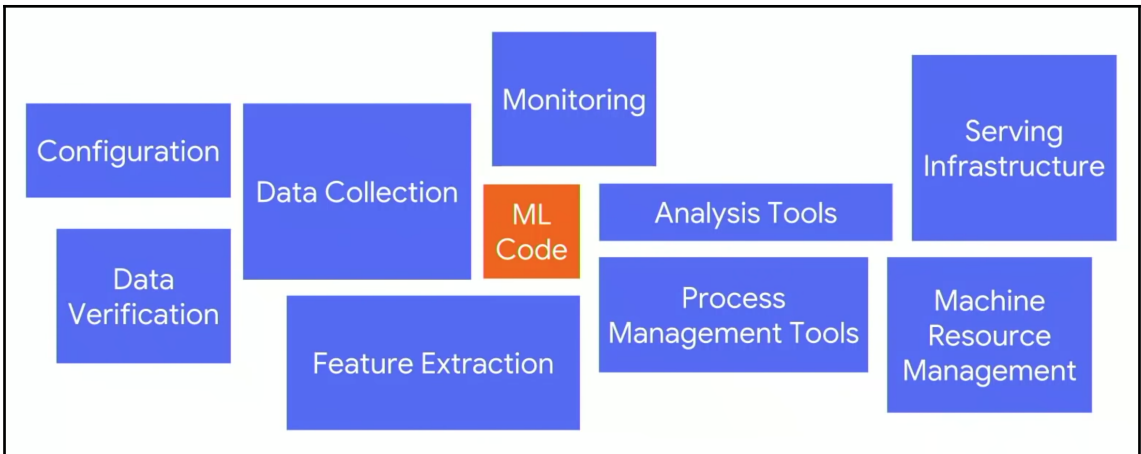 Monitoring
Configuration
Data Collection
Serving
Infrastructure
ML
Code
Analysis Tools
Data
Verification
Feature Extraction
Process
Management Tools
Machine
Resource
Management